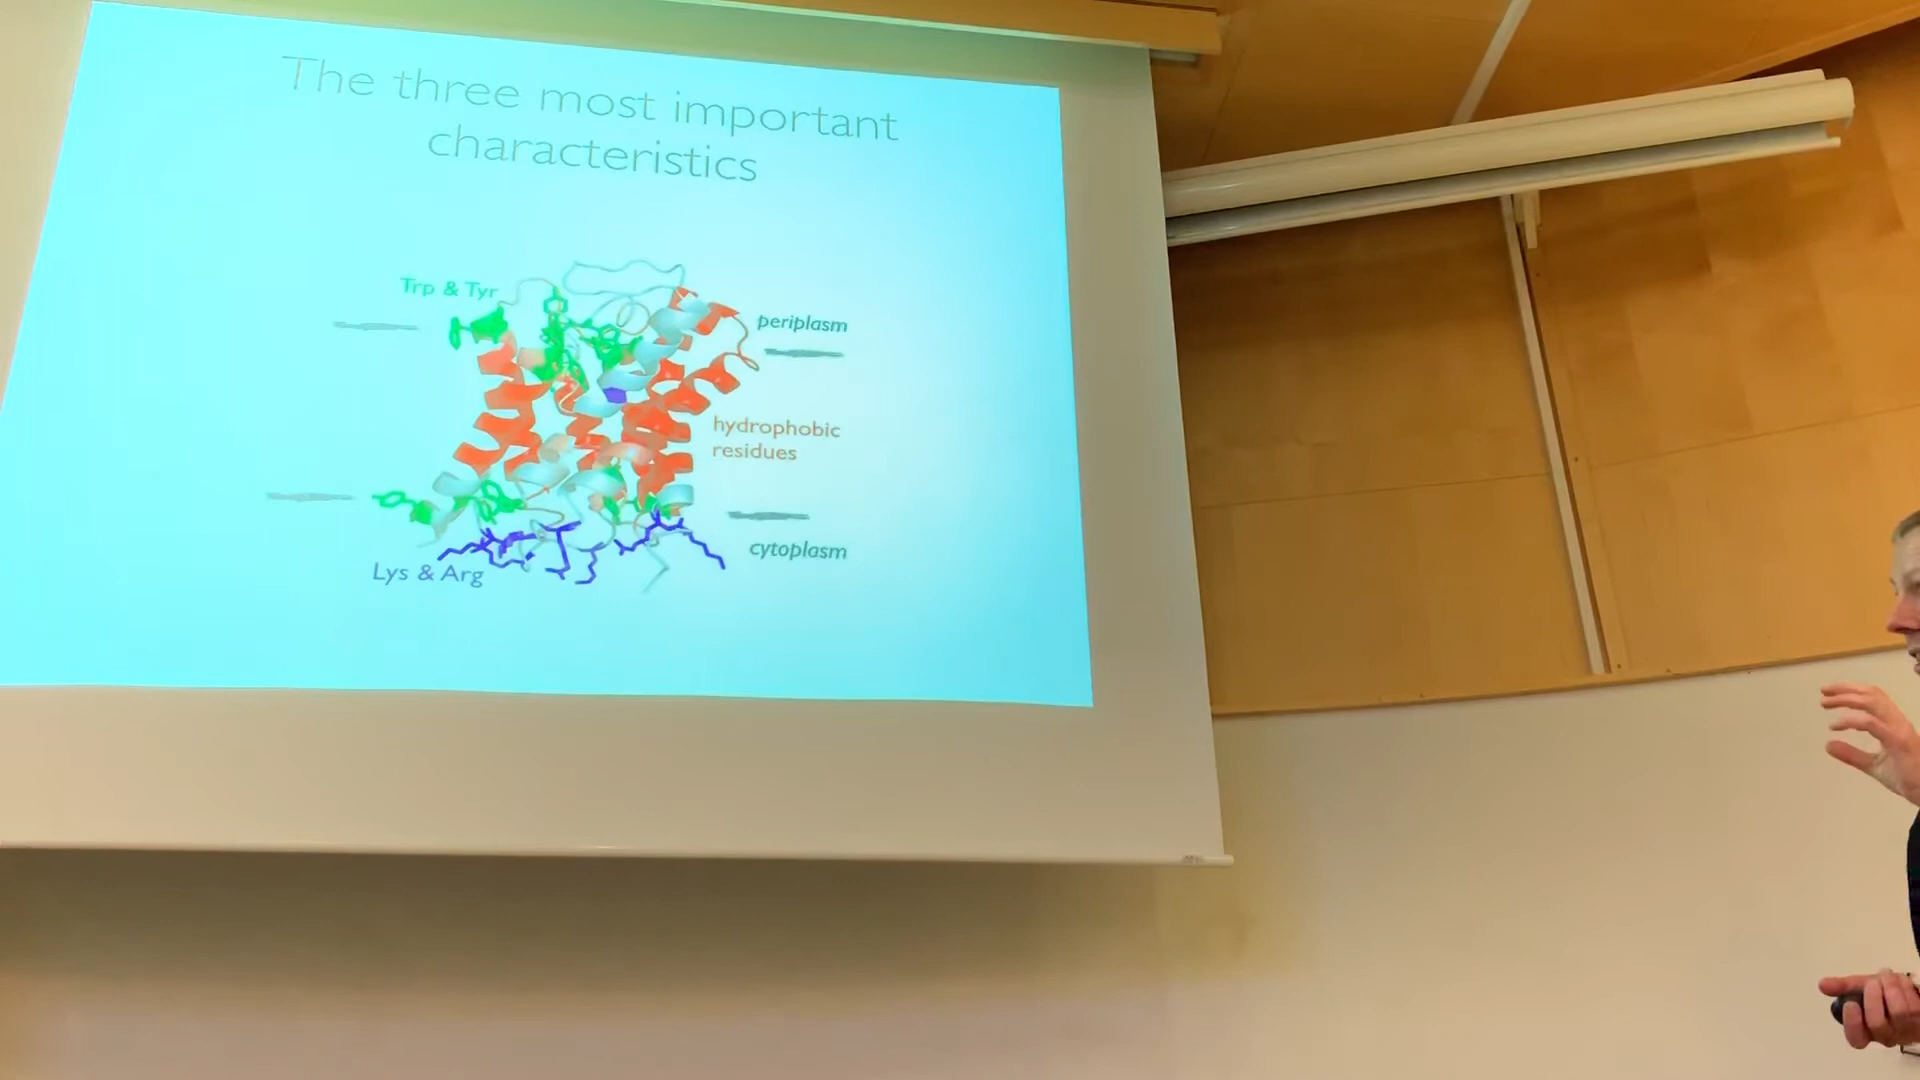 The three most important
characteristics
Trp & Tyr
periplasm
hydrophobic
residues
cytoplasm
Lys & Arg